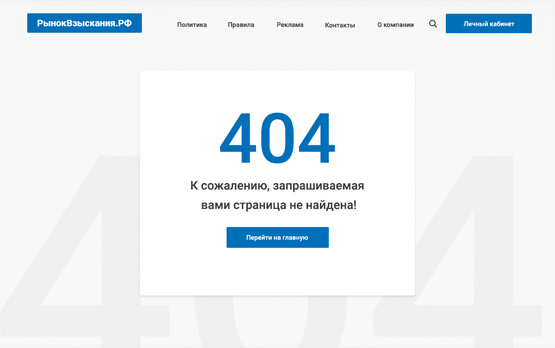 РынокВзыскания.РФ
Политика Правила Реклама Контакты О компании Личный кабинет
404
К сожалению, запрашиваемая
вами страница не найдена!
Перейти на главную
404